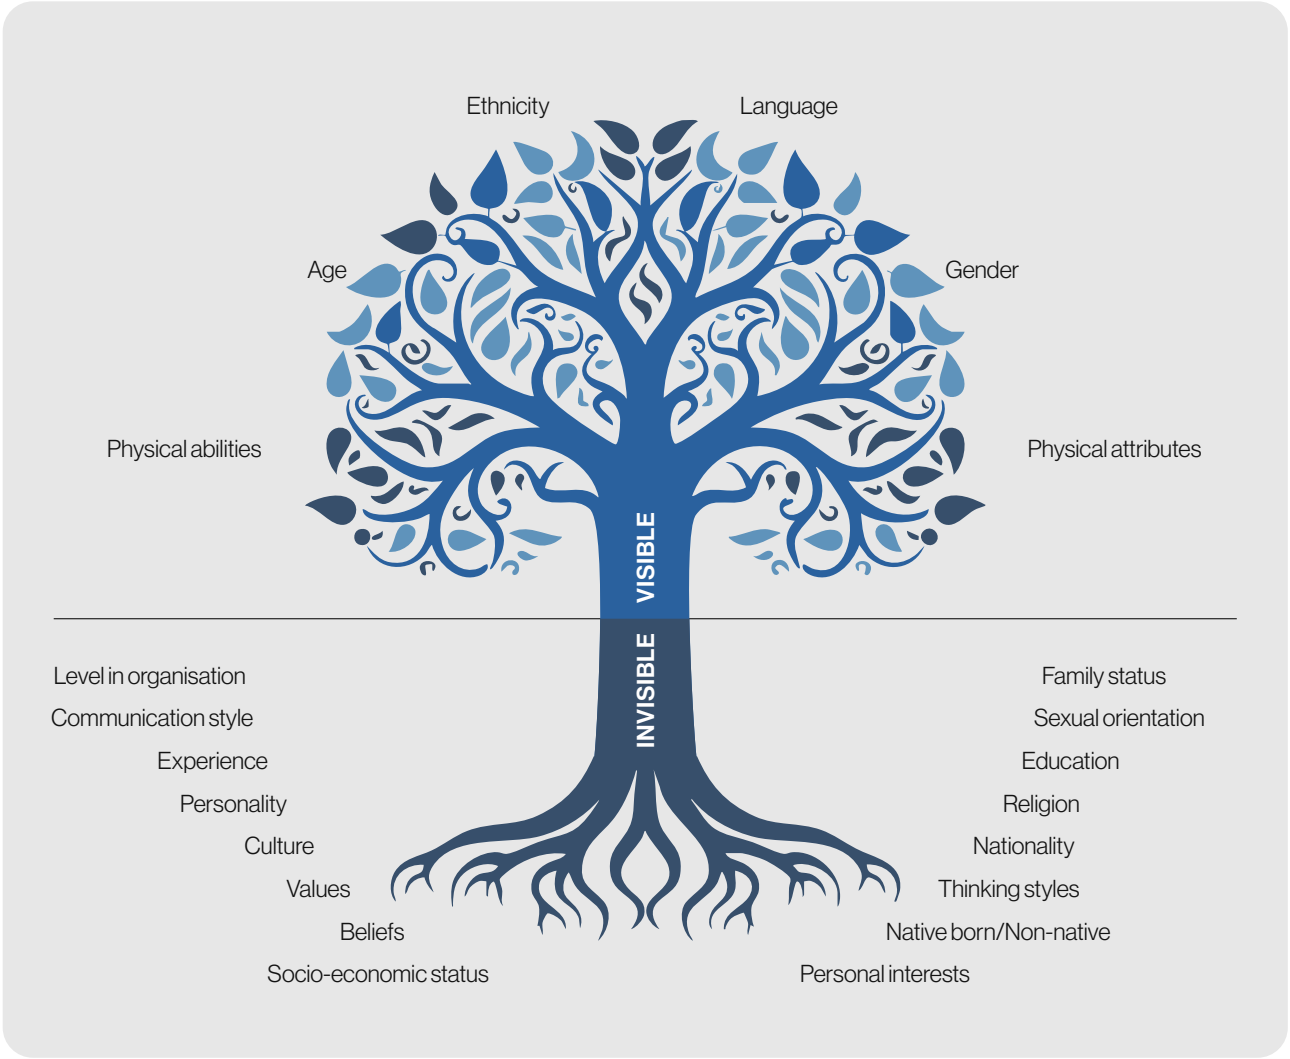 Ethnicity
Language
Age
Gender
Physical abilities
Physical attributes
VISIBLE
INVISIBLE
Level in organisation
Family status
Communication style
Sexual orientation
Experience
Education
Personality
Religion
Culture
Nationality
Values
Thinking styles
Beliefs
Native born/Non-native
Socio-economic status
Personal interests